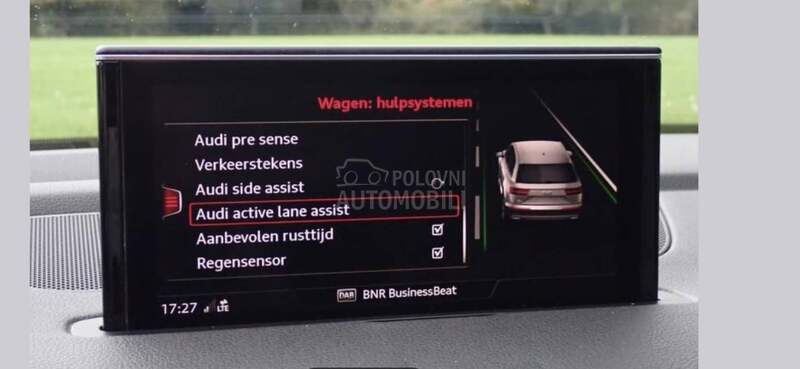 Wagen: hulpsystemen
Audi pre sense
Verkeerstekens
Audi side assist
Audi active lane assist
Aanbevolen rusttijd
Regensensor
POLOVNI
AUTOMOBILI
17:27
LTE
DAB BNR BusinessBeat